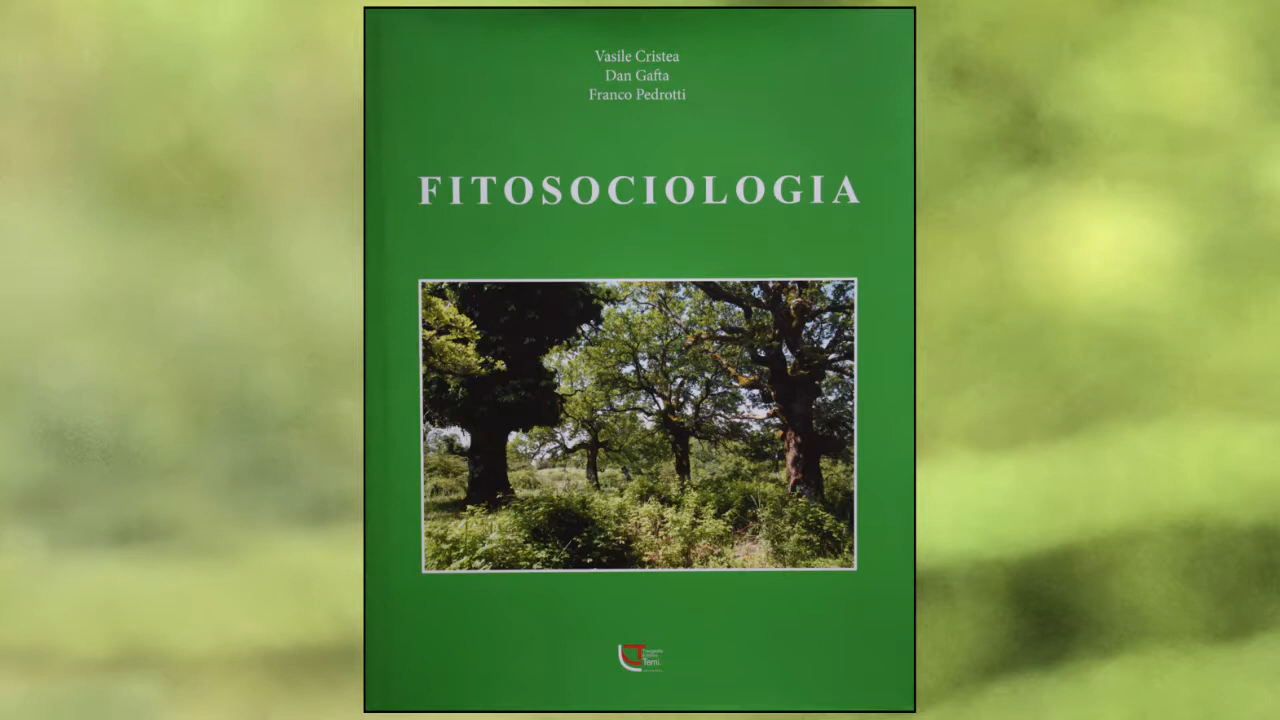 Vasile Cristea
Dan Gafta
Franco Pedrotti
FITOSOCIOLOGIA
Terni